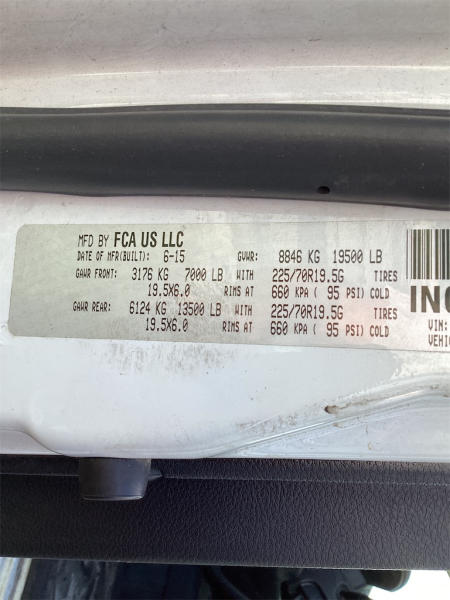 MFD BY FCA US LLC
DATE OF MFR(BUILT): 6-15 GVWR: 8846 KG 19500 LB
GAWR FRONT: 3176 KG 7000 LB WITH 225/70R19.5G TIRES
19.5X6.0 RIMS AT 660 KPA ( 95 PSI) COLD
GAWR REAR: 6124 KG 13500 LB WITH 225/70R19.5G TIRES
19.5X6.0 RIMS AT 660 KPA ( 95 PSI) COLD
VIN: